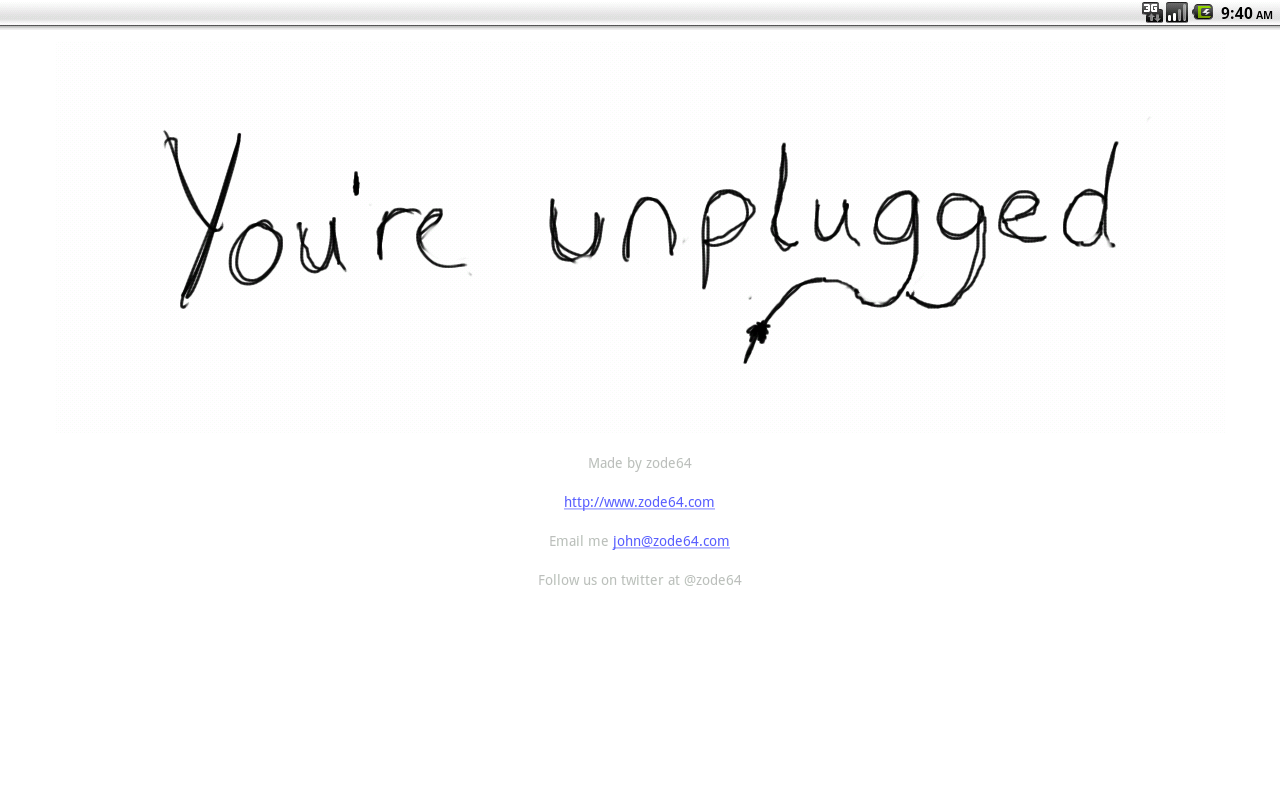 3G 9:40 AM
You're unplugged
Made by zode64
http://www.zode64.com
Email me john@zode64.com
Follow us on twitter at @zode64